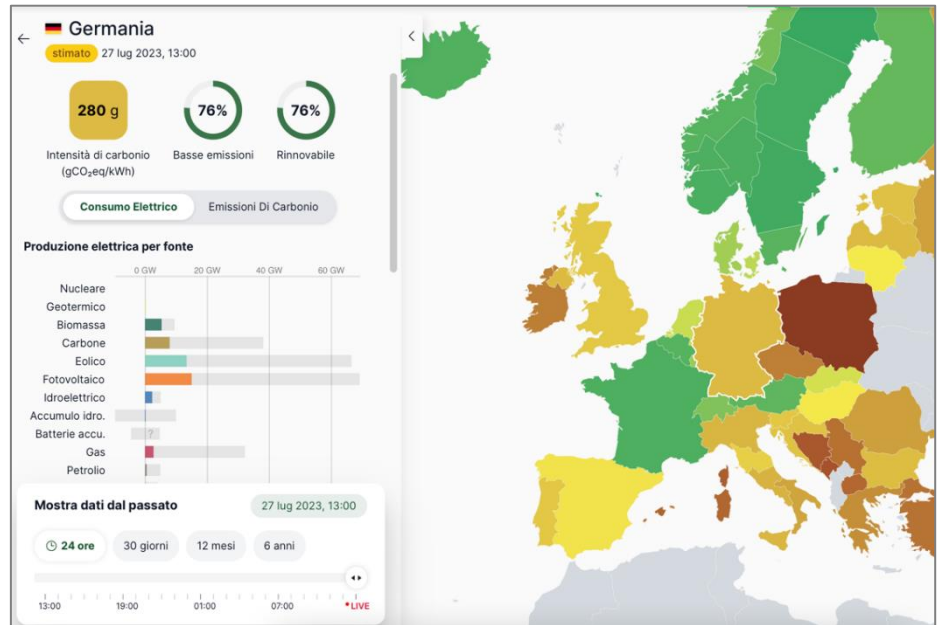 Germania
stimato 27 lug 2023, 13:00
280 g
76%
76%
Intensità di carbonio
(gCO₂eq/kWh)
Basse emissioni
Rinnovabile
Consumo Elettrico
Emissioni Di Carbonio
Produzione elettrica per fonte
0 GW 20 GW 40 GW 60 GW
Nucleare
Geotermico
Biomassa
Carbone
Eolico
Fotovoltaico
Idroelettrico
Accumulo idro.
Batterie accu. ?
Gas
Petrolio
Mostra dati dal passato
27 lug 2023, 13:00
24 ore 30 giorni 12 mesi 6 anni
13:00 19:00 01:00 07:00 LIVE